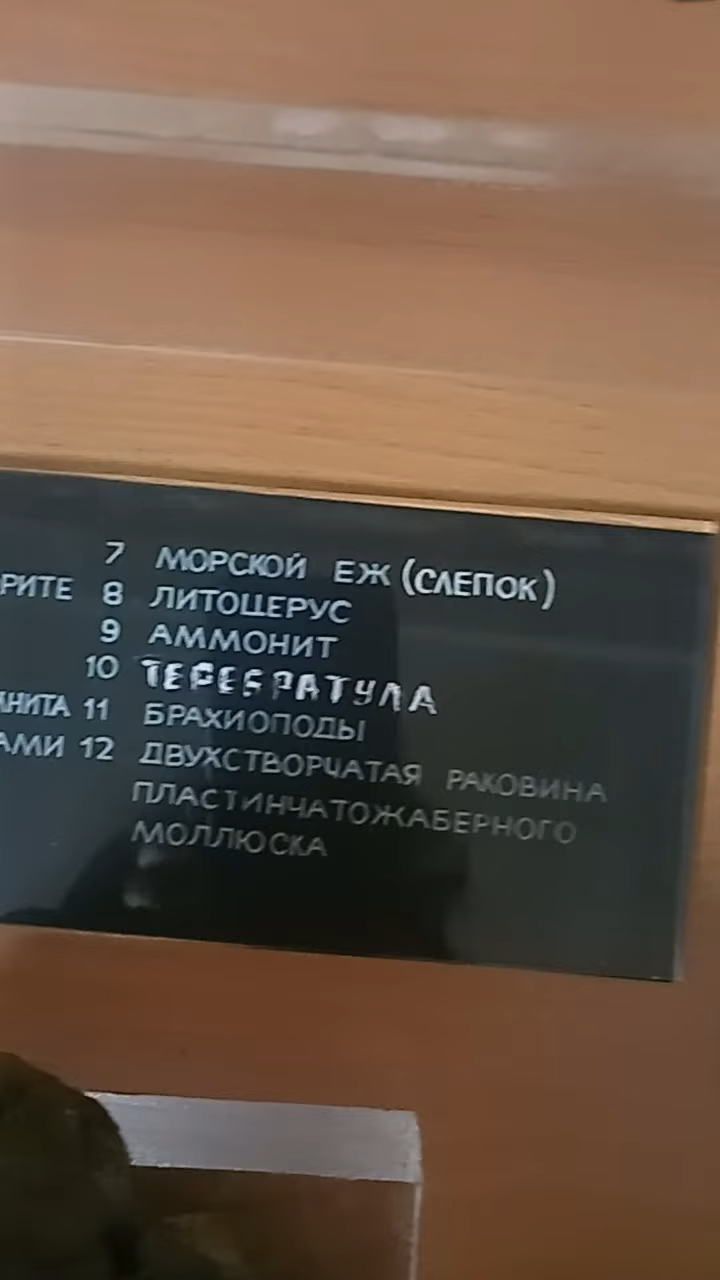 7 МОРСКОЙ ЕЖ (СЛЕПОК)
РИТЕ 8 ЛИТОЦЕРУС
9 АММОНИТ
10 ТЕРЕБРАТУЛА
НИТА 11 БРАХИОПОДЫ
АМИ 12 ДВУХСТВОРЧАТАЯ РАКОВИНА
ПЛАСТИНЧАТОЖАБЕРНОГО
МОЛЛЮСКА